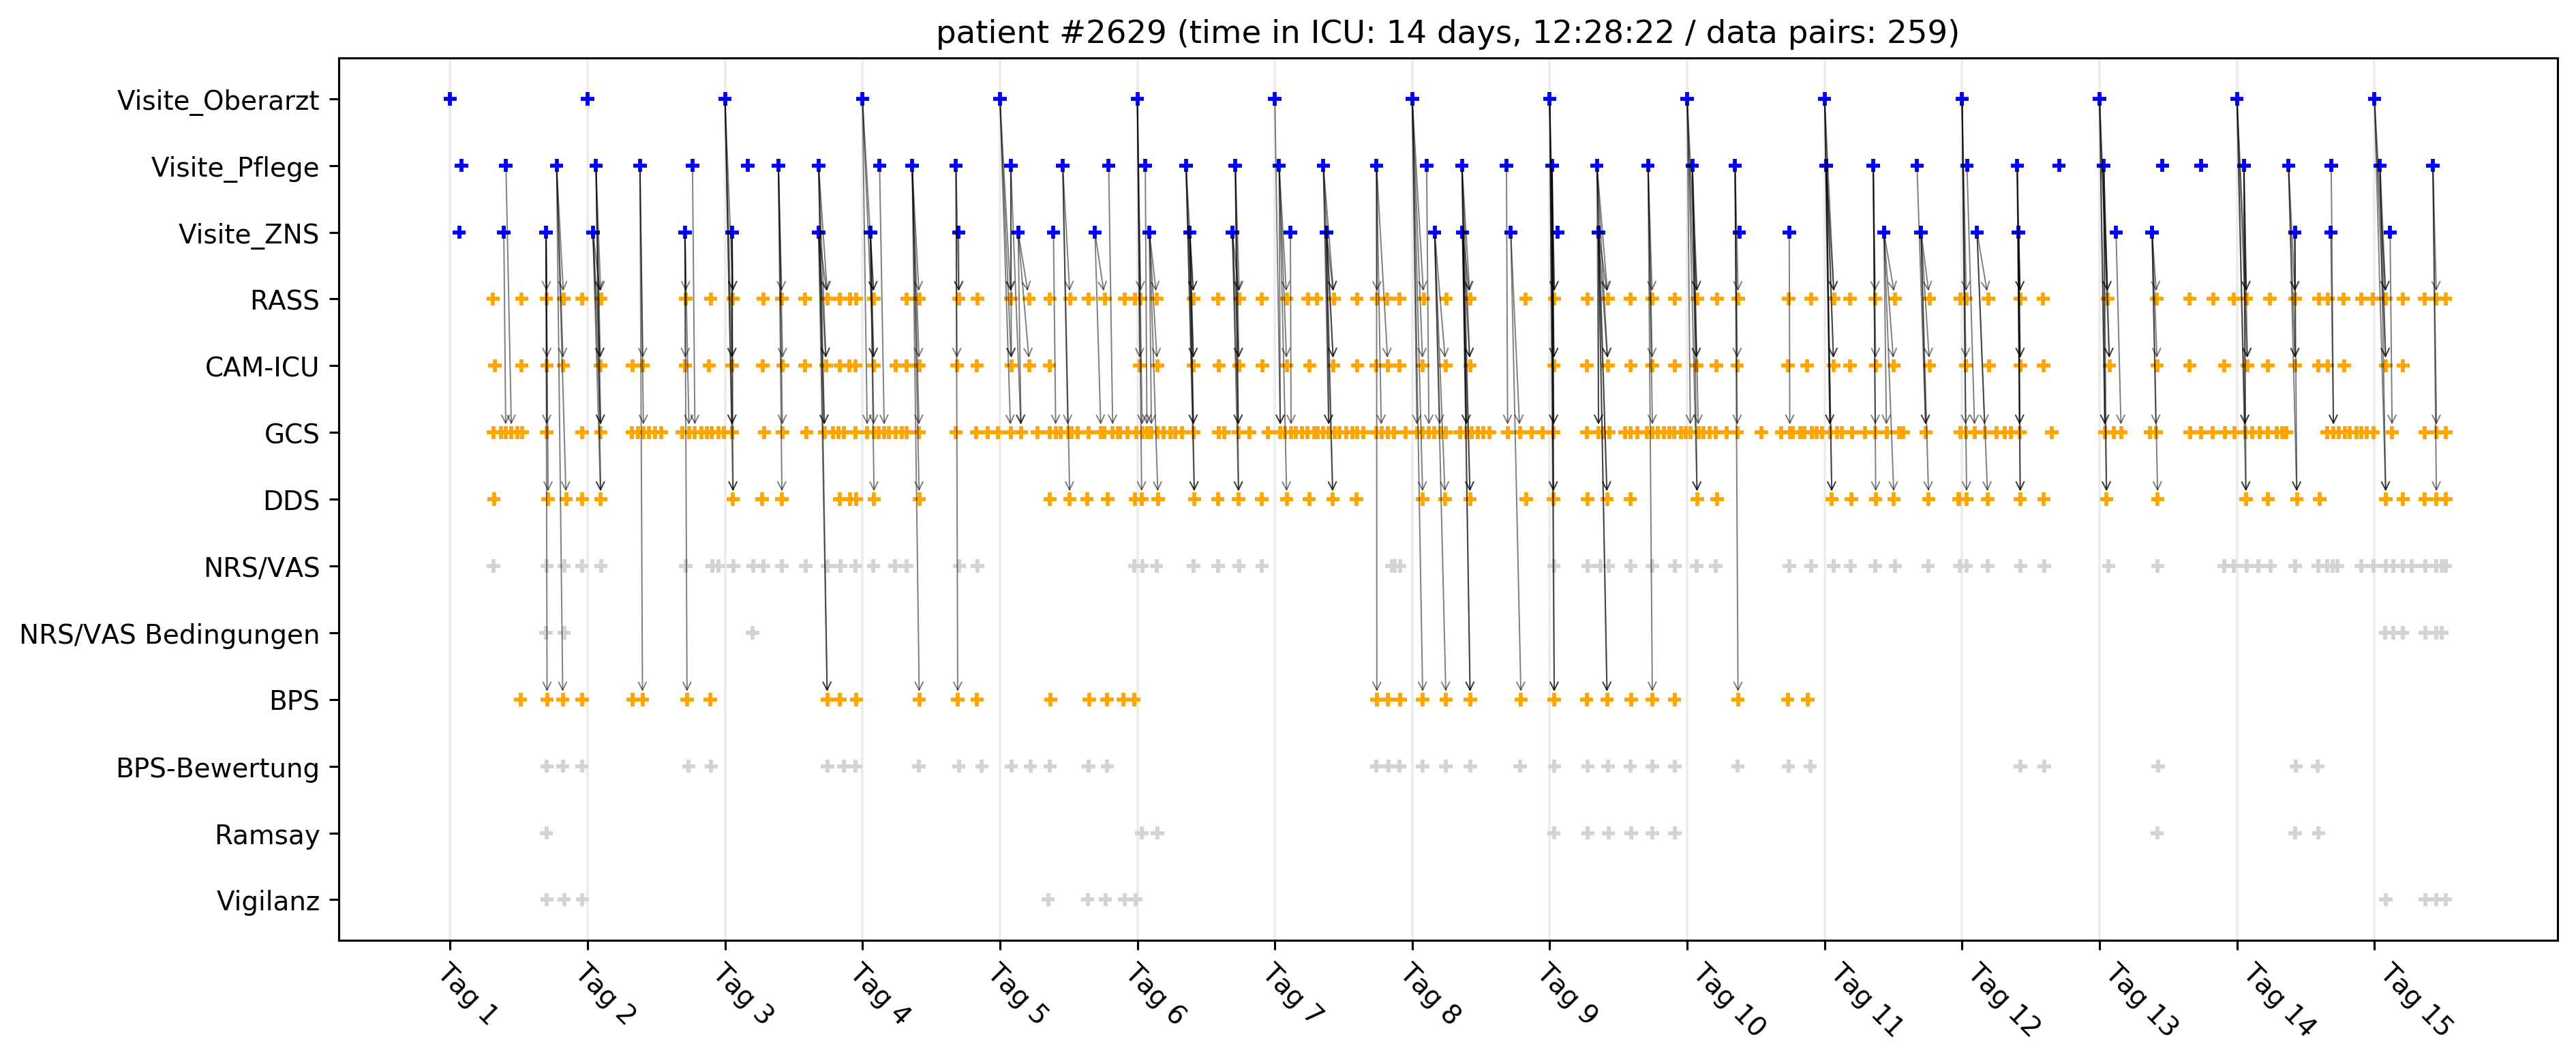 patient #2629 (time in ICU: 14 days, 12:28:22 / data pairs: 259)
Visite_Oberarzt
Visite_Pflege
Visite_ZNS
RASS
CAM-ICU
GCS
DDS
NRS/VAS
NRS/VAS Bedingungen
BPS
BPS-Bewertung
Ramsay
Vigilanz
Tag 1
Tag 2
Tag 3
Tag 4
Tag 5
Tag 6
Tag 7
Tag 8
Tag 9
Tag 10
Tag 11
Tag 12
Tag 13
Tag 14
Tag 15